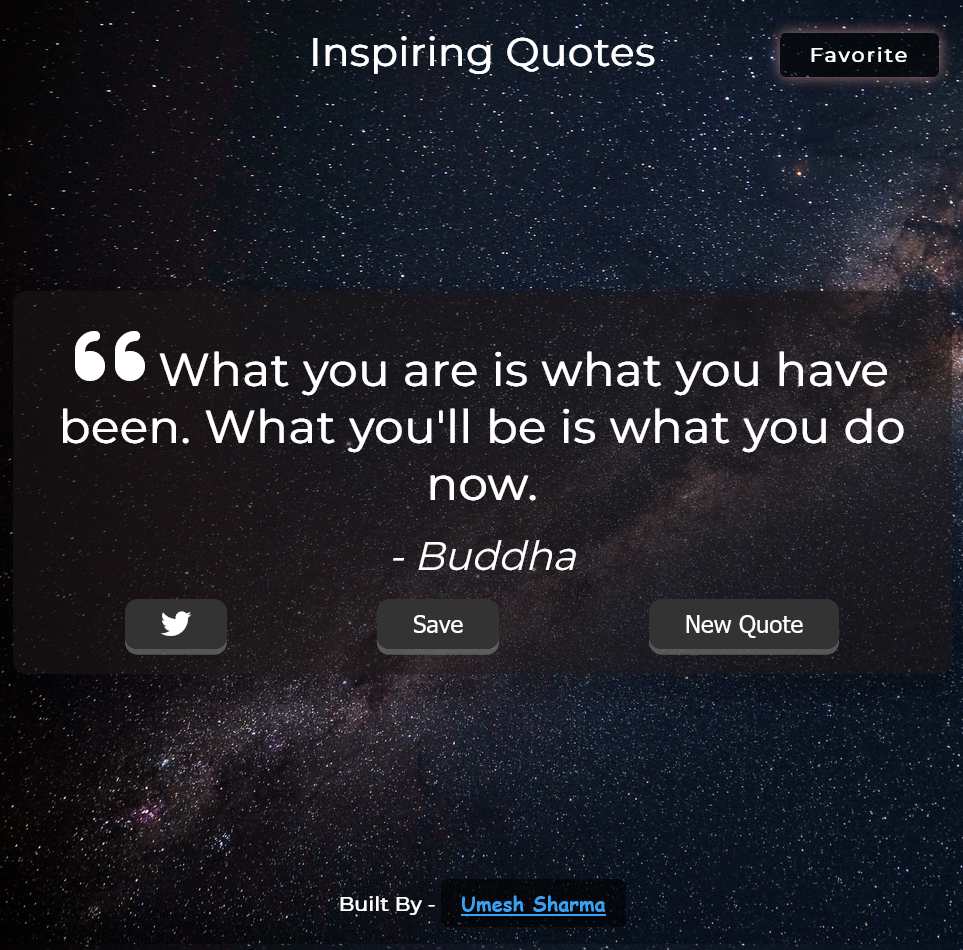 Inspiring Quotes
Favorite
“ What you are is what you have
been. What you'll be is what you do
now.
- Buddha
Save
New Quote
Built By - Umesh Sharma